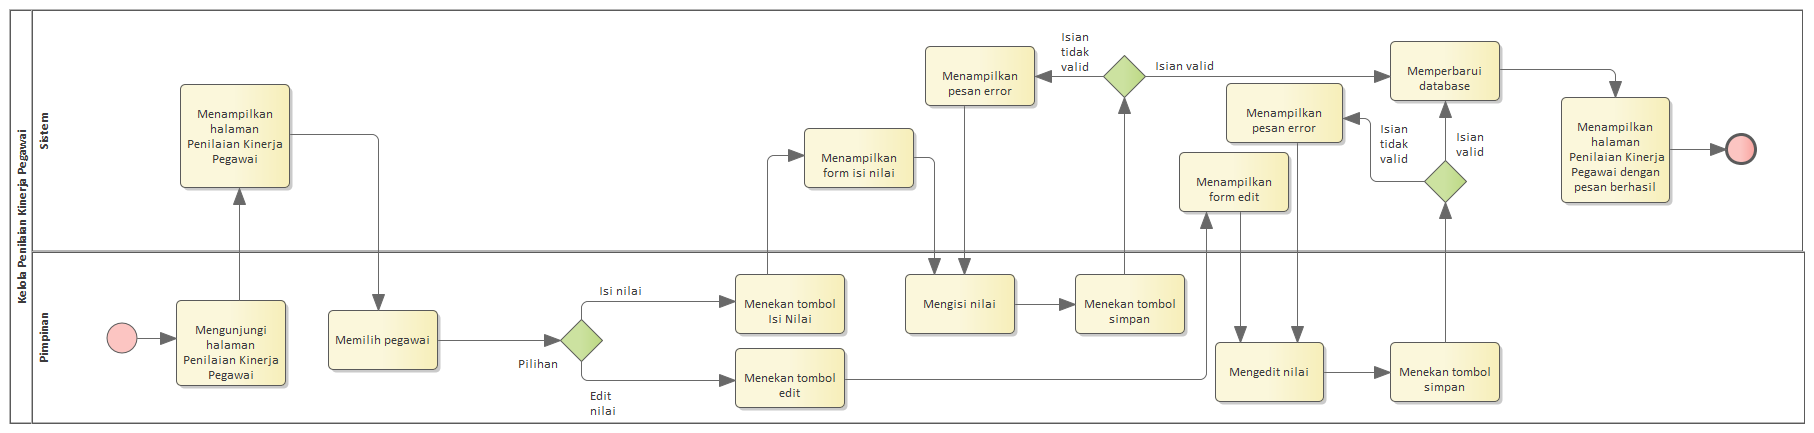 Kelola Penilaian Kinerja Pegawai
Sistem
Menampilkan
halaman
Penilaian Kinerja
Pegawai
Menampilkan
form isi nilai
Menampilkan
pesan error
Isian
tidak
valid
Isian valid
Menampilkan
pesan error
Menampilkan
form edit
Isian
tidak
valid
Isian
valid
Memperbarui
database
Menampilkan
halaman
Penilaian Kinerja
Pegawai dengan
pesan berhasil
Pimpinan
Mengunjungi
halaman
Penilaian Kinerja
Pegawai
Memilih pegawai
Pilihan
Isi nilai
Edit
nilai
Menekan tombol
Isi Nilai
Menekan tombol
edit
Mengisi nilai
Menekan tombol
simpan
Mengedit nilai
Menekan tombol
simpan